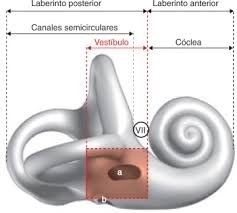 Laberinto posterior Laberinto anterior
Canales semicirculares
Vestíbulo Cóclea
VII
a
b